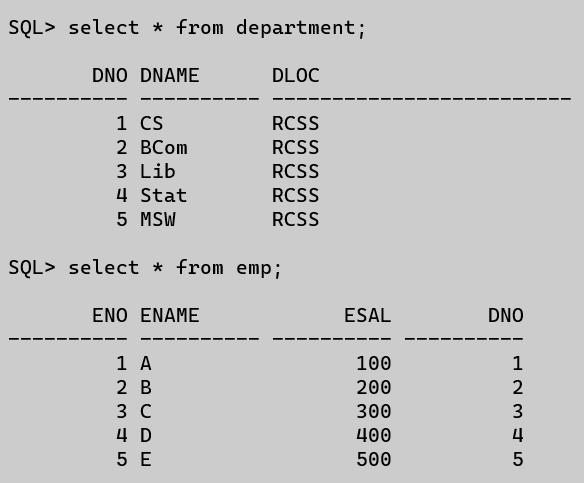 SQL> select * from department;
DNO DNAME DLOC
---------- ---------- -------------------------
1 CS RCSS
2 BCom RCSS
3 Lib RCSS
4 Stat RCSS
5 MSW RCSS
SQL> select * from emp;
ENO ENAME ESAL DNO
---------- ---------- ---------- ----------
1 A 100 1
2 B 200 2
3 C 300 3
4 D 400 4
5 E 500 5